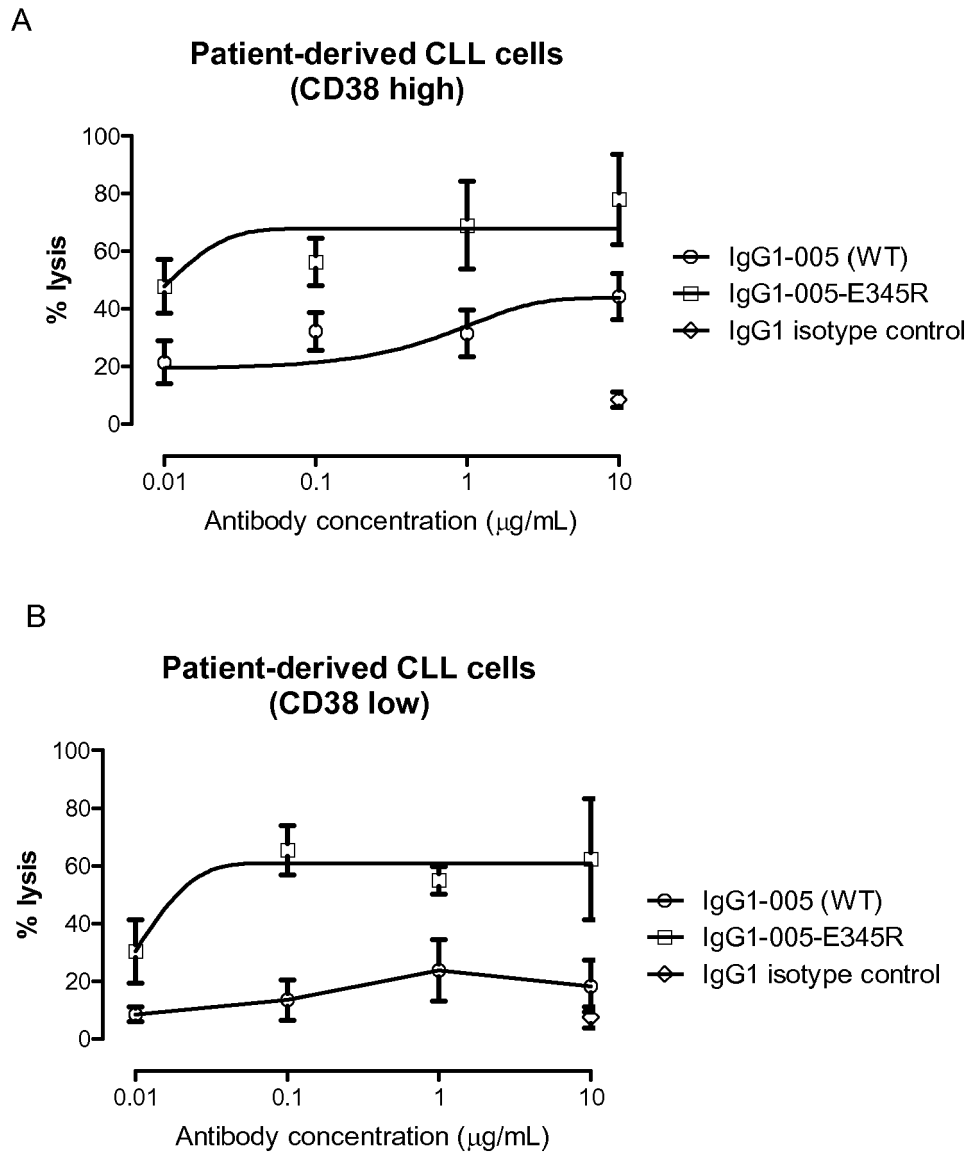 A
Patient-derived CLL cells
(CD38 high)
100
80
60
40
20
0
% lysis
0.01
0.1
1
10
Antibody concentration (μg/mL)
IgG1-005 (WT)
IgG1-005-E345R
IgG1 isotype control
B
Patient-derived CLL cells
(CD38 low)
100
80
60
40
20
0
% lysis
0.01
0.1
1
10
Antibody concentration (μg/mL)
IgG1-005 (WT)
IgG1-005-E345R
IgG1 isotype control